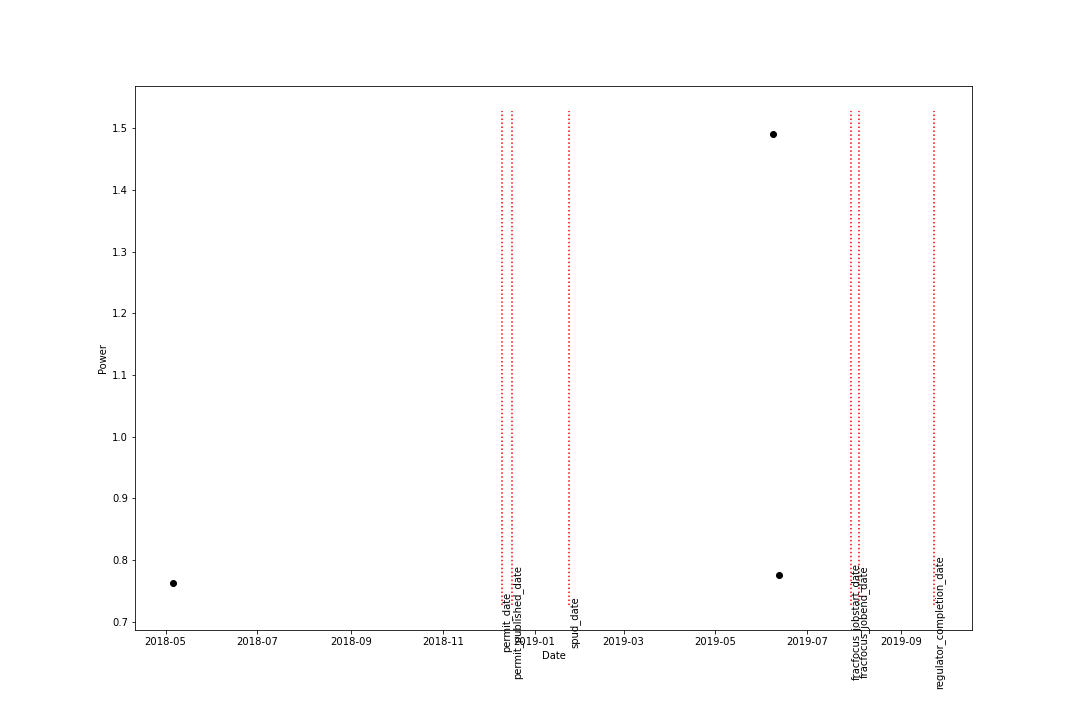 1.5
1.4
1.3
1.2
1.1
1.0
0.9
0.8
0.7
Power
2018-05
2018-07
2018-09
2018-11
2019-01
2019-03
2019-05
2019-07
2019-09
Date
permit_date
permit_published_date
spud_date
fracfocus_jobstart_date
fracfocus_jobend_date
regulator_completion_date